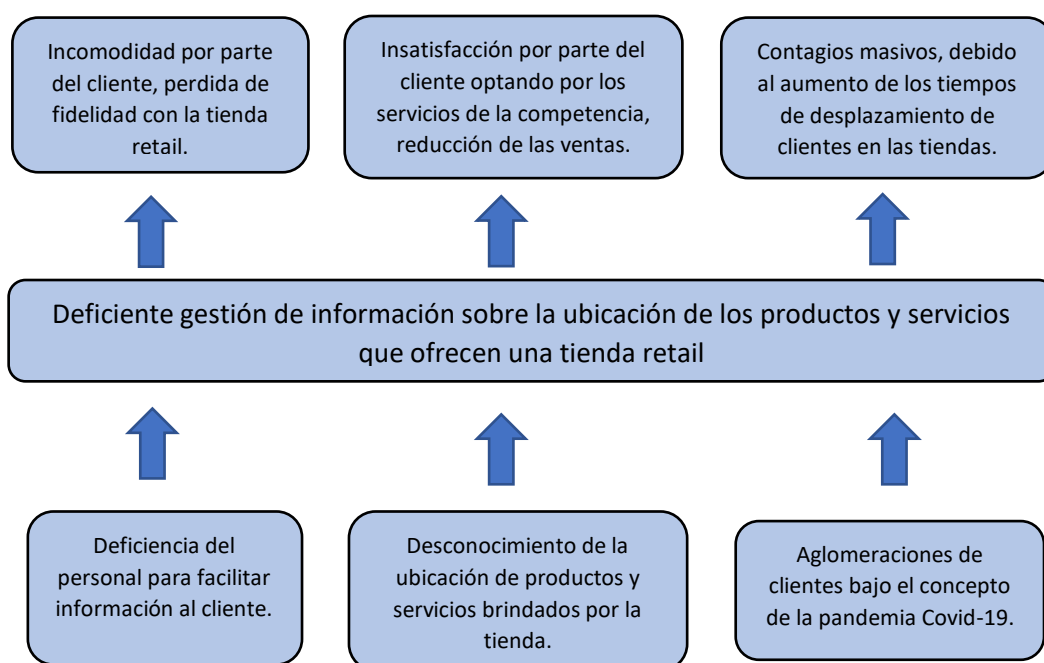 Incomodidad por parte
del cliente, perdida de
fidelidad con la tienda
retail.
Insatisfacción por parte del
cliente optando por los
servicios de la competencia,
reducción de las ventas.
Contagios masivos, debido
al aumento de los tiempos
de desplazamiento de
clientes en las tiendas.
Deficiente gestión de información sobre la ubicación de los productos y servicios
que ofrecen una tienda retail
Deficiencia del
personal para facilitar
información al cliente.
Desconocimiento de la
ubicación de productos y
servicios brindados por la
tienda.
Aglomeraciones de
clientes bajo el concepto
de la pandemia Covid-19.